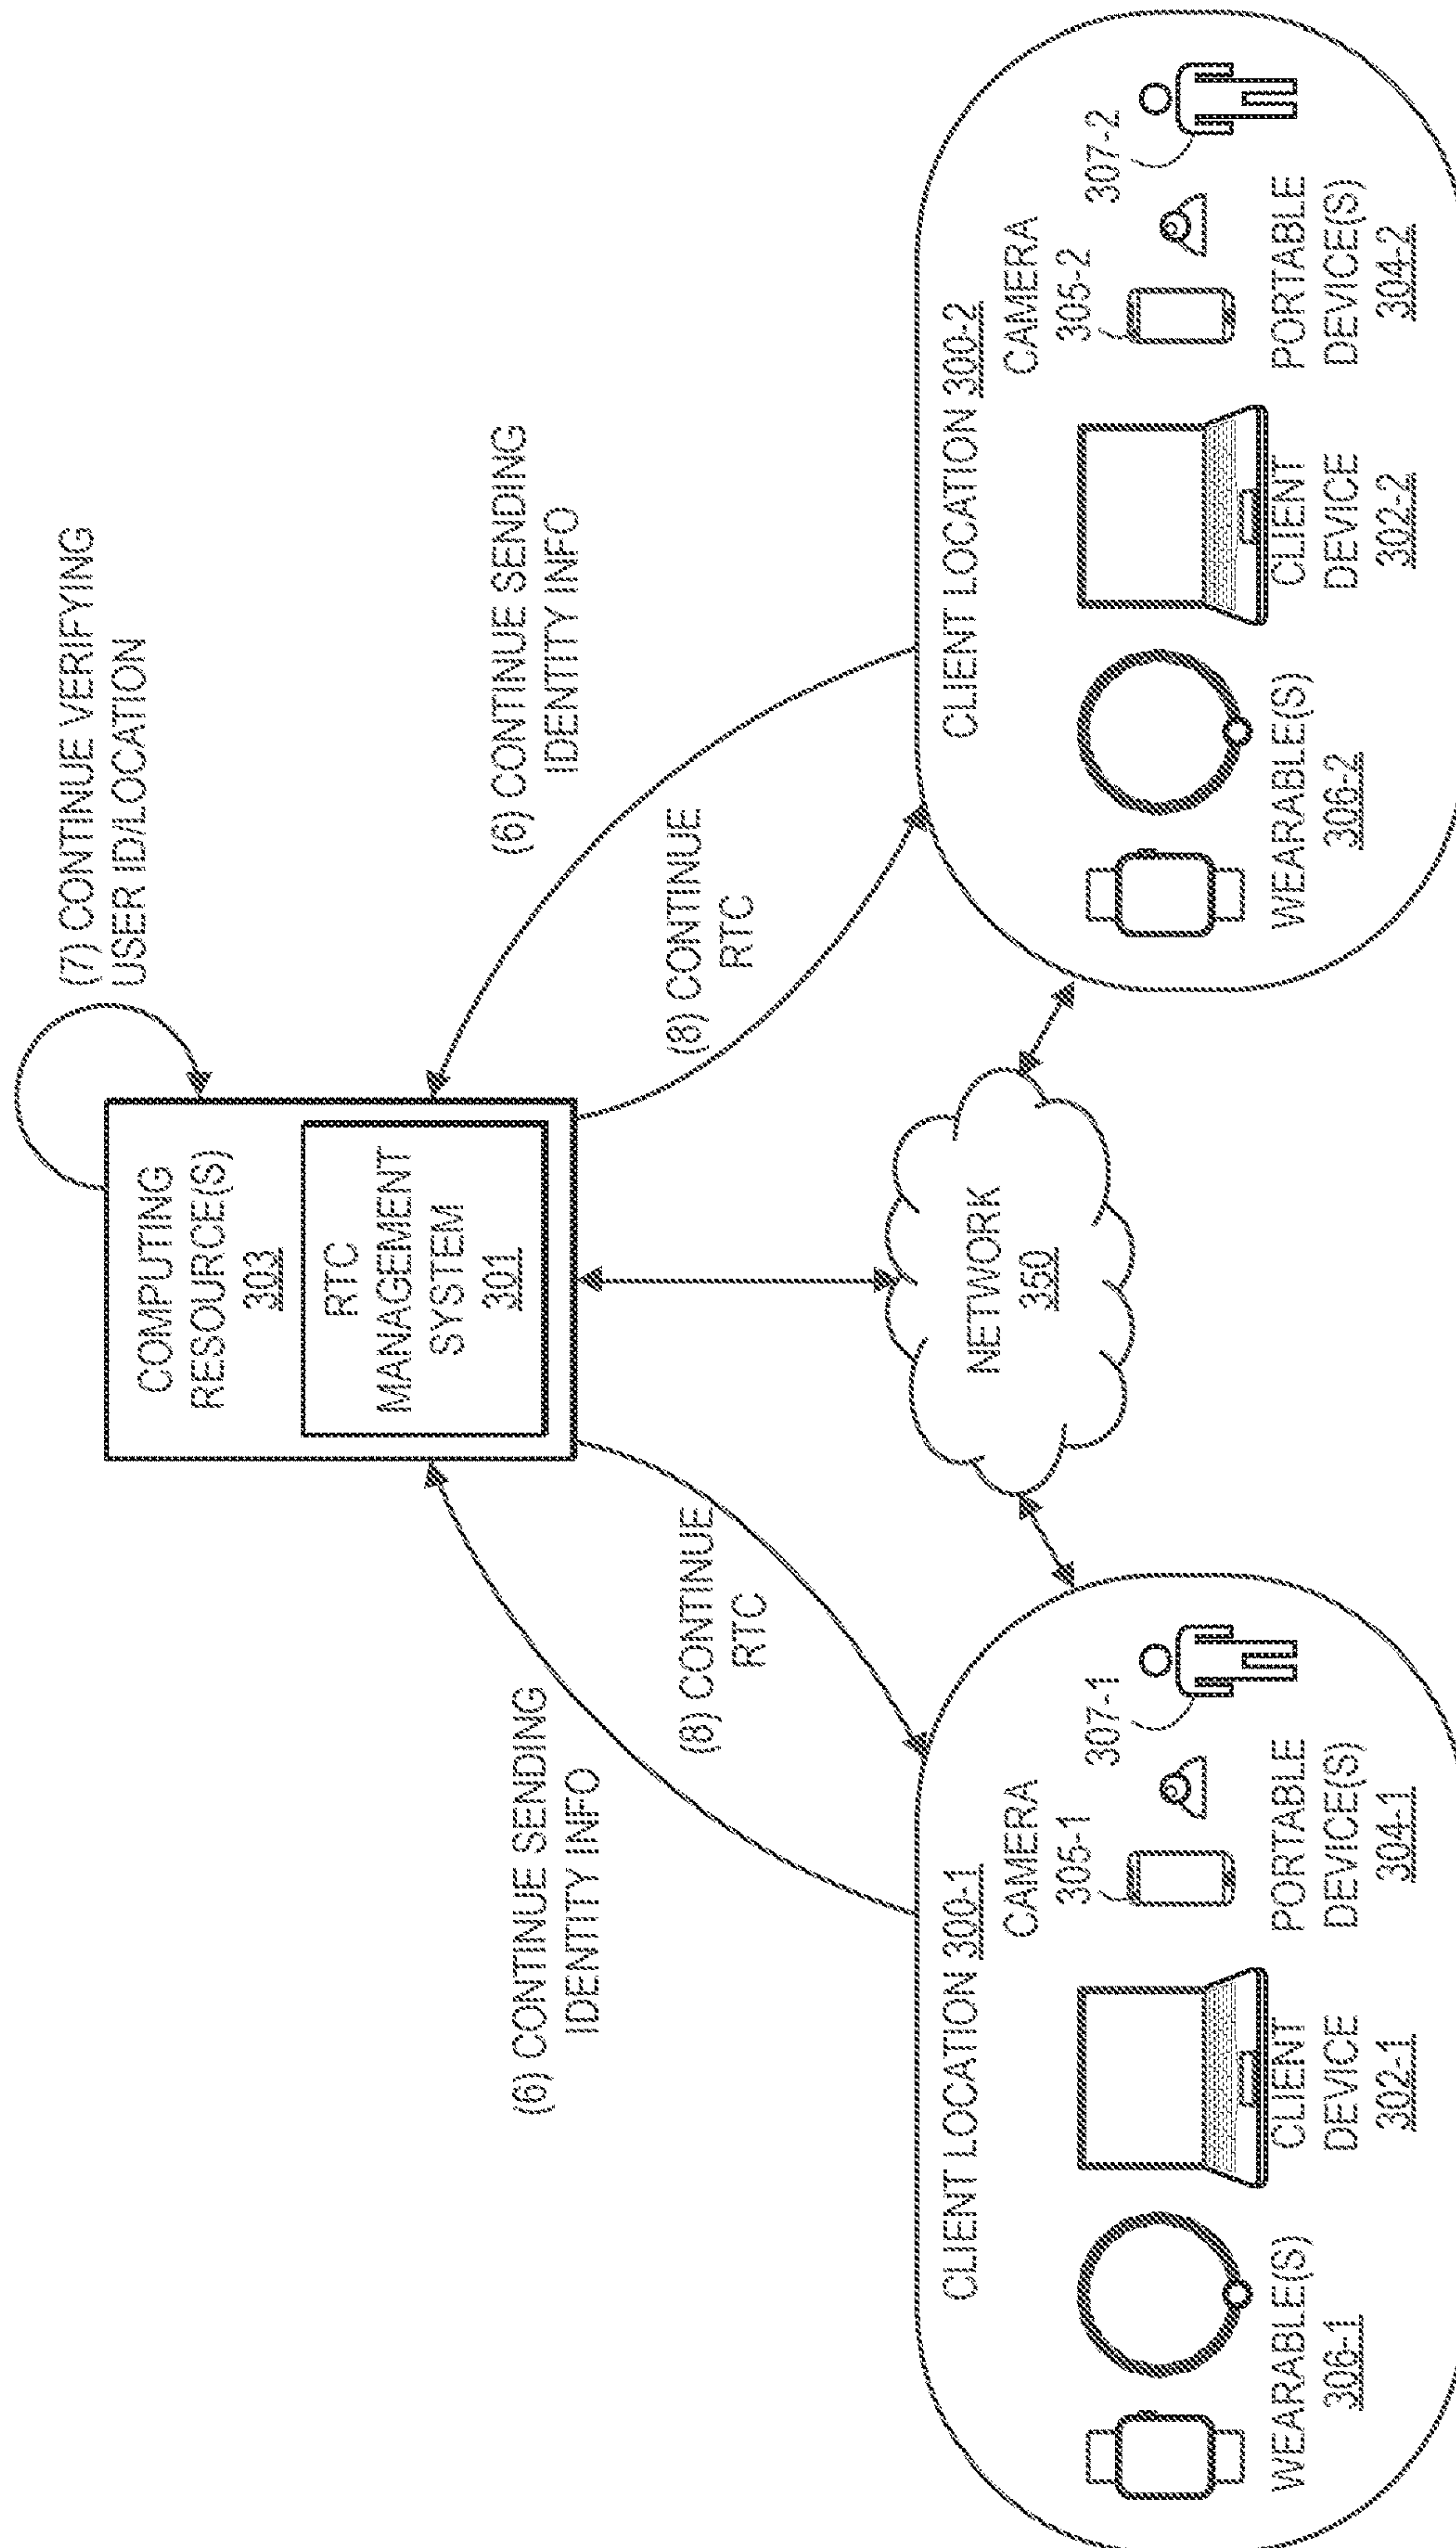 (7) CONTINUE VERIFYING
USER ID/LOCATION
COMPUTING
RESOURCE(S)
303
RTC
MANAGEMENT
SYSTEM
301
(6) CONTINUE SENDING
IDENTITY INFO
(6) CONTINUE SENDING
IDENTITY INFO
(8) CONTINUE
RTC
(8) CONTINUE
RTC
NETWORK
350
CLIENT LOCATION 300-1
CAMERA
305-1
307-1
WEARABLE(S)
306-1
CLIENT
DEVICE
302-1
PORTABLE
DEVICE(S)
304-1
CLIENT LOCATION 300-2
CAMERA
305-2
307-2
WEARABLE(S)
306-2
CLIENT
DEVICE
302-2
PORTABLE
DEVICE(S)
304-2